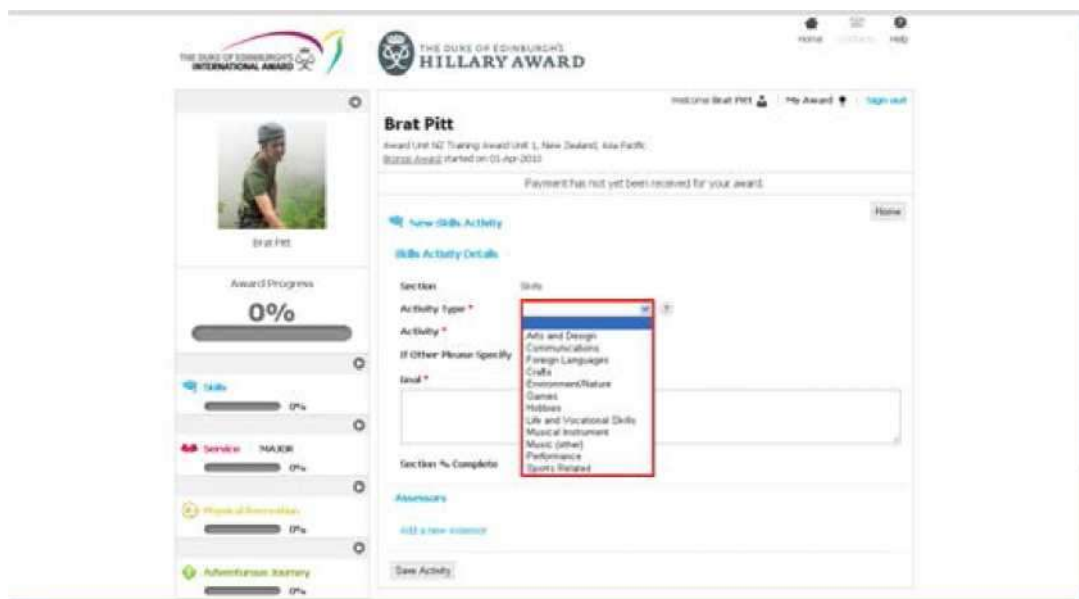 Home Help
THE DUKE OF EDINBURGH'S
INTERNATIONAL AWARD
THE DUKE OF EDINBURGH'S
HILLARY AWARD
Welcome Brat Pitt My Award Sign out
Brat Pitt
Award Unit NZ Training Award Unit 1, New Zealand, Asia Pacific
Bronze Award started on 01-Apr-2010
Payment has not yet been received for your award.
Home
Brat Pitt
Award Progress
0%
Skills
0%
Service MAJOR
0%
Physical Recreation
0%
Adventurous Journey
0%
New Skills Activity
Skills Activity Details
Section Skills
Activity Type *
?
Activity *
If Other Please Specify
Goal *
Arts and Design
Communications
Foreign Languages
Crafts
Environment/Nature
Games
Hobbies
Life and Vocational Skills
Musical Instrument
Music (other)
Performance
Sports Related
Section % Complete
Assessors
Add a new assessor
Save Activity